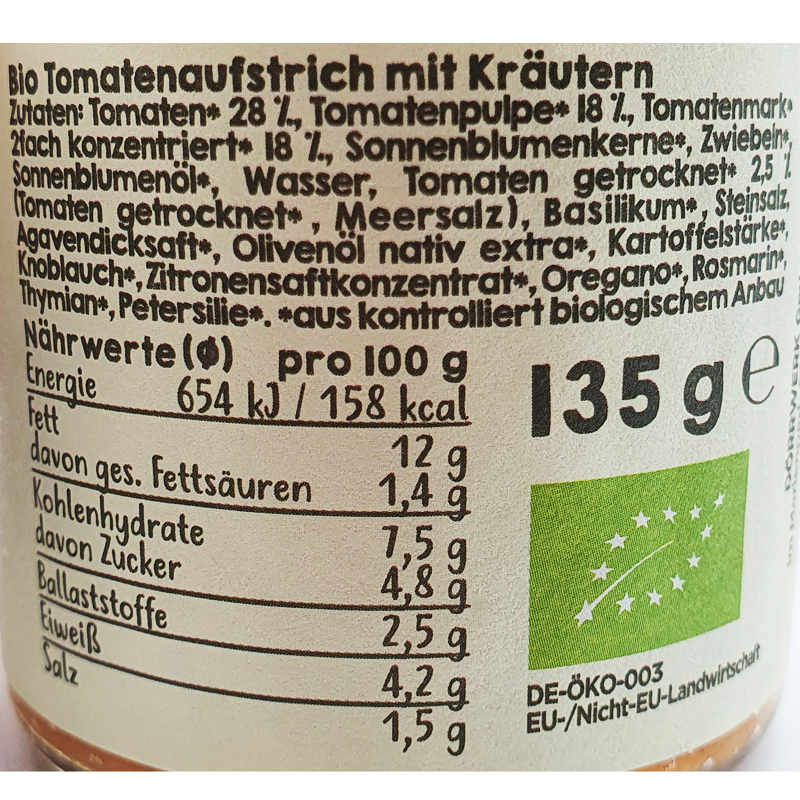 Bio Tomatenaufstrich mit Kräutern
Zutaten: Tomaten* 28 %, Tomatenpulpe* 18 %, Tomatenmark*
2fach konzentriert* 18 %, Sonnenblumenkerne*, Zwiebeln*,
Sonnenblumenöl*, Wasser, Tomaten getrocknet* 2,5 %
(Tomaten getrocknet*, Meersalz), Basilikum*, Steinsalz,
Agavendicksaft*, Olivenöl nativ extra*, Kartoffelstärke*,
Knoblauch*, Zitronensaftkonzentrat*, Oregano*, Rosmarin*,
Thymian*, Petersilie*. *aus kontrolliert biologischem Anbau
Nährwerte (ø) pro 100 g
Energie 654 kJ / 158 kcal
Fett 12 g
davon ges. Fettsäuren 1,4 g
Kohlenhydrate 7,5 g
davon Zucker 4,8 g
Ballaststoffe 2,5 g
Eiweiß 4,2 g
Salz 1,5 g
135 g e
DE-ÖKO-003
EU-/Nicht-EU-Landwirtschaft
DÖRRWERK